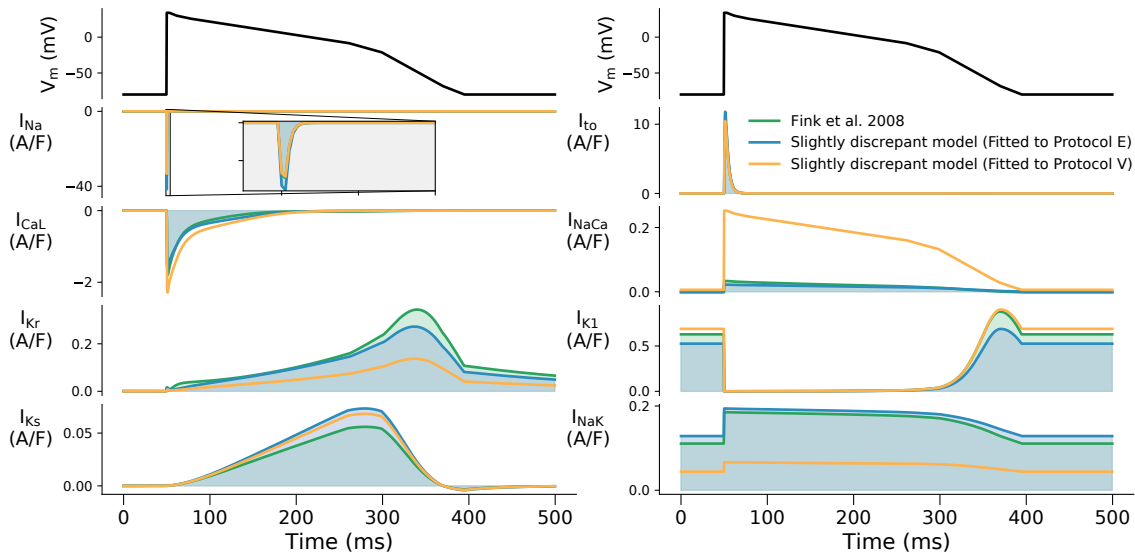 V_m (mV)
0
−50
I_Na
(A/F)
0
−40
I_CaL
(A/F)
0
−2
I_Kr
(A/F)
0.2
0.0
I_Ks
(A/F)
0.05
0.00
0 100 200 300 400 500
Time (ms)
V_m (mV)
0
−50
I_to
(A/F)
10
0
Fink et al. 2008
Slightly discrepant model (Fitted to Protocol E)
Slightly discrepant model (Fitted to Protocol V)
I_NaCa
(A/F)
0.2
0.0
I_K1
(A/F)
0.5
0.0
I_NaK
(A/F)
0.2
0.0
0 100 200 300 400 500
Time (ms)